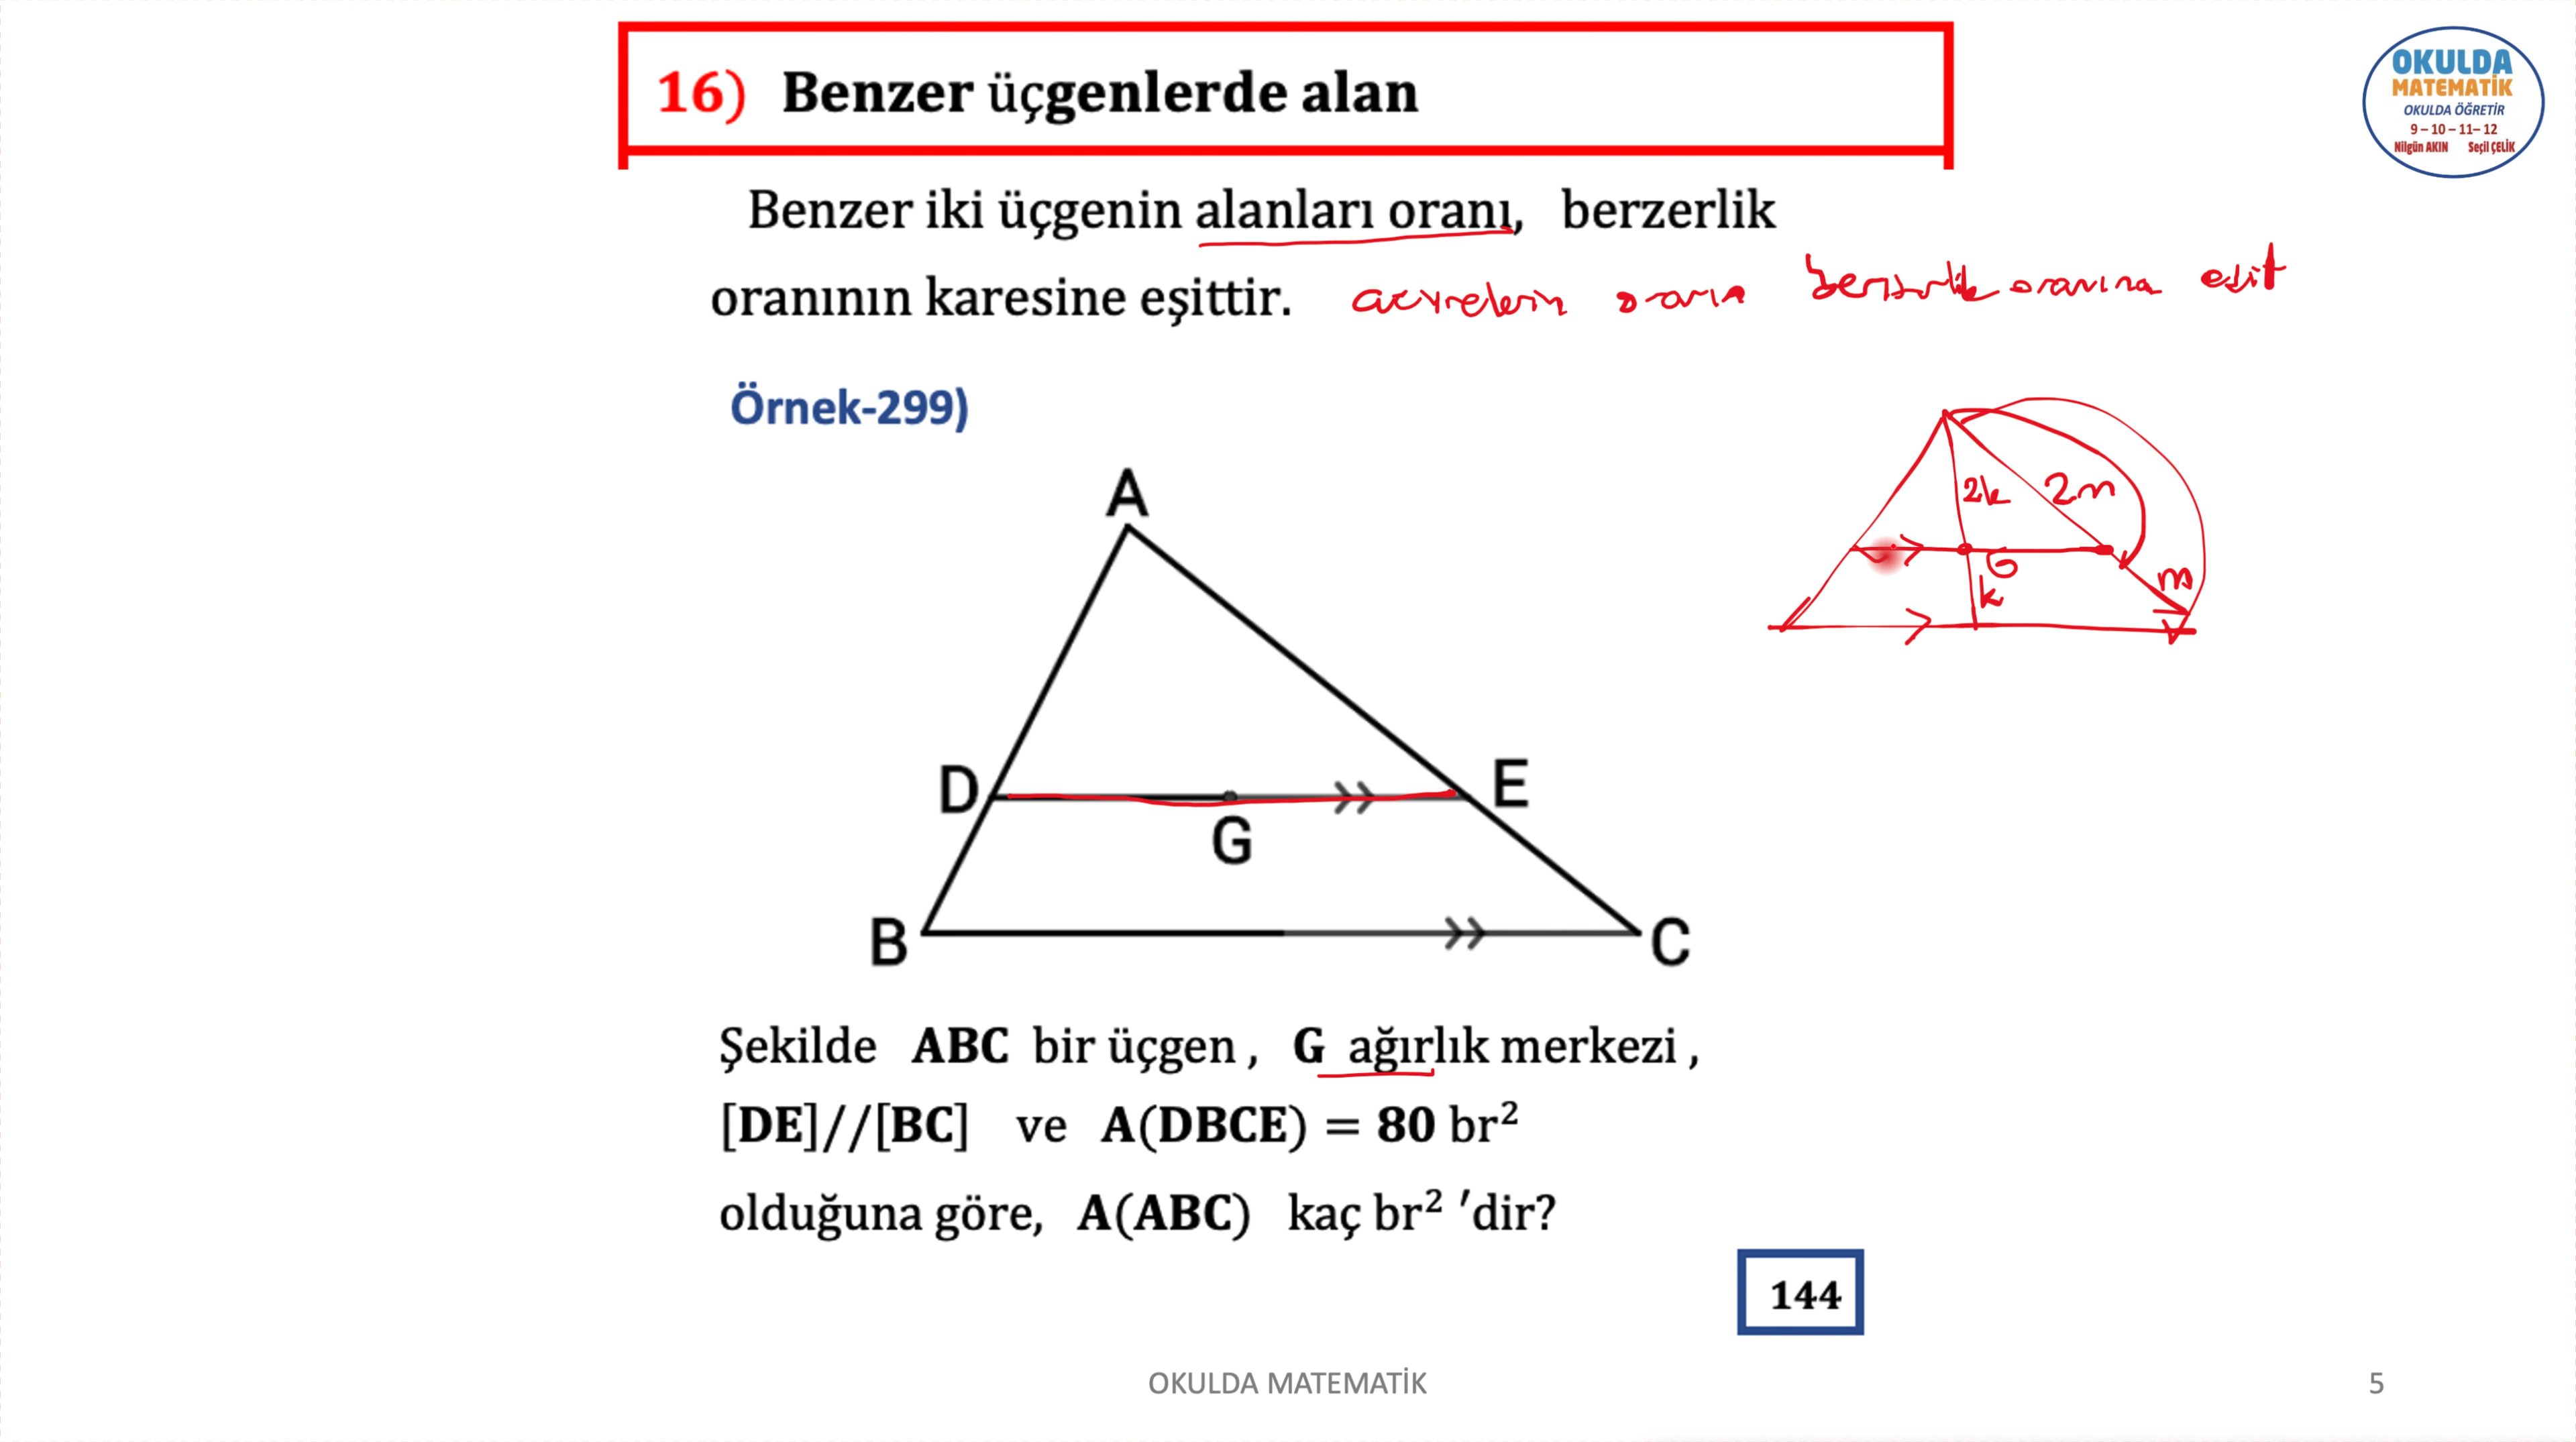 16) Benzer üçgenlerde alan
OKULDA
MATEMATİK
OKULDA ÖĞRETİR
9 – 10 – 11– 12
Nilgün AKIN Seçil ÇELİK
Benzer iki üçgenin alanları oranı, berzerlik
oranının karesine eşittir.
oranına eşit
Örnek-299)
A
D
E
G
B
C
2k
2m
G
k
m
Şekilde ABC bir üçgen , G ağırlık merkezi ,
[DE]//[BC] ve A(DBCE) = 80 br²
olduğuna göre, A(ABC) kaç br² ′dir?
144
OKULDA MATEMATİK
5